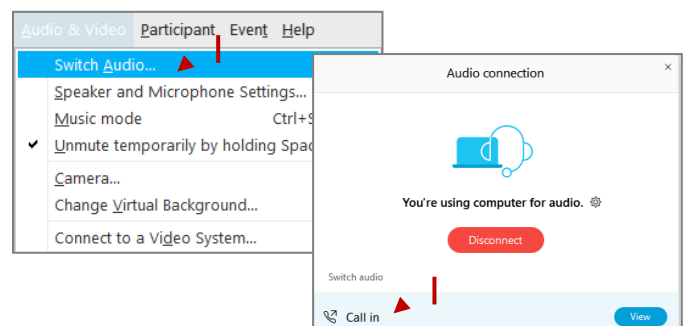 Audio & Video Participant Event Help
Switch Audio...
Speaker and Microphone Settings...
Music mode Ctrl+S
Unmute temporarily by holding Spac
Camera...
Change Virtual Background...
Connect to a Video System...
Audio connection
You're using computer for audio.
Disconnect
Switch audio
Call in View